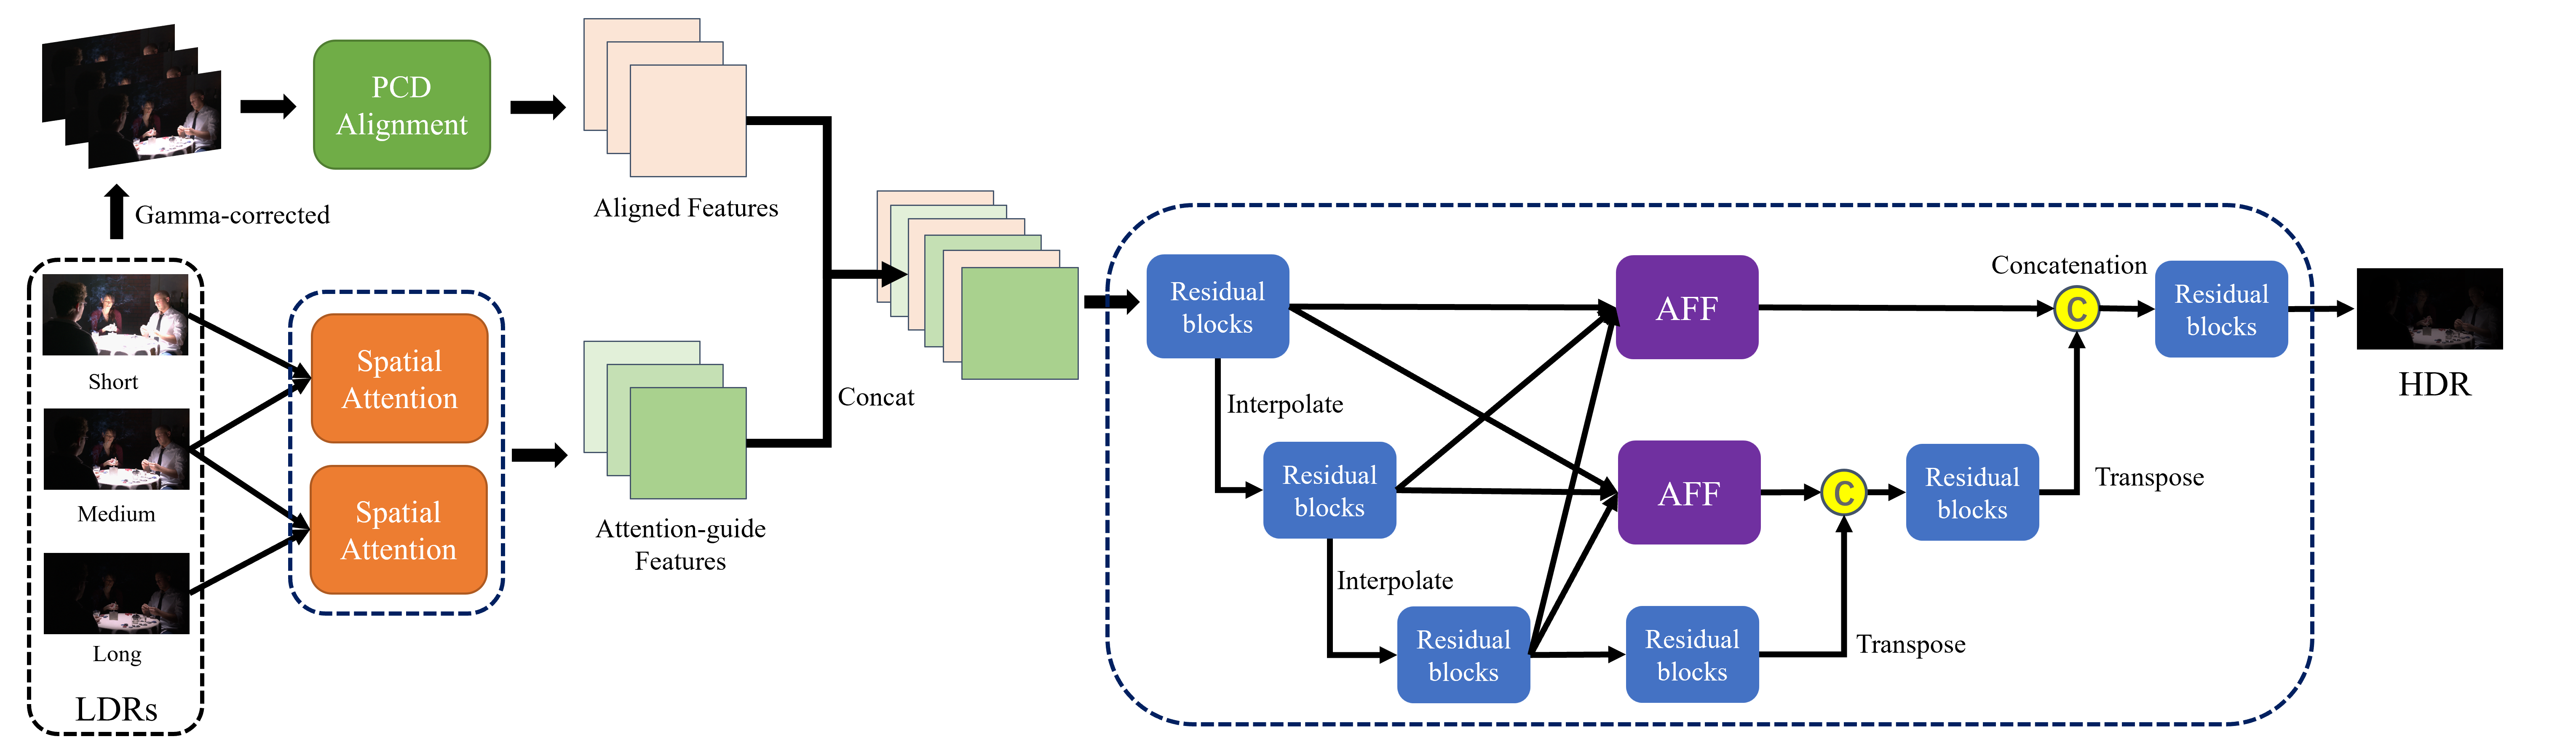 PCD
Alignment
Gamma-corrected
Aligned Features
Short
Medium
Long
LDRs
Spatial
Attention
Spatial
Attention
Attention-guide
Features
Concat
Residual
blocks
Interpolate
Residual
blocks
Interpolate
Residual
blocks
AFF
AFF
Residual
blocks
C
Transpose
Residual
blocks
Transpose
Concatenation
C
Residual
blocks
HDR